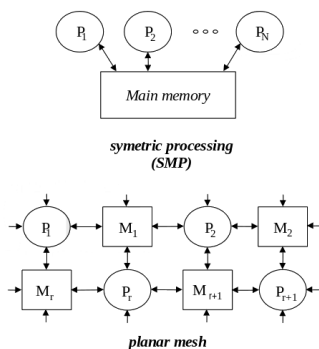 P1 P2 ∘∘∘ PN
Main memory
symetric processing
(SMP)
P1 M1 P2 M2
Mr Pr Mr+1 Pr+1
planar mesh